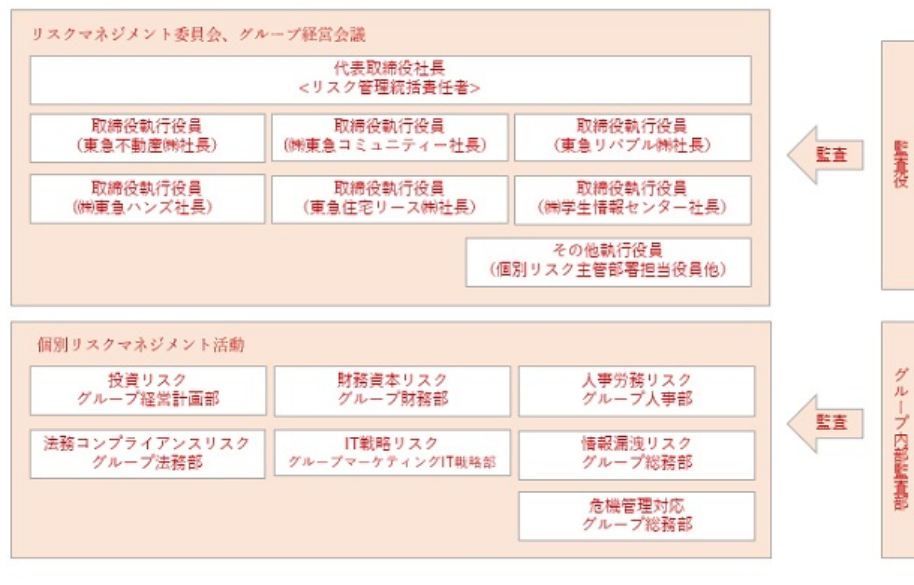 リスクマネジメント委員会、グループ経営会議
代表取締役社長
<リスク管理統括責任者>
取締役執行役員
(東急不動産㈱社長)
取締役執行役員
(㈱東急コミュニティー社長)
取締役執行役員
(東急リバブル㈱社長)
取締役執行役員
(㈱東急ハンズ社長)
取締役執行役員
(東急住宅リース㈱社長)
取締役執行役員
(㈱学生情報センター社長)
その他執行役員
(個別リスク主管部署担当役員他)
監査
監査役
個別リスクマネジメント活動
投資リスク
グループ経営計画部
財務資本リスク
グループ財務部
人事労務リスク
グループ人事部
法務コンプライアンスリスク
グループ法務部
IT戦略リスク
グループマーケティングIT戦略部
情報漏洩リスク
グループ総務部
危機管理対応
グループ総務部
監査
グループ内部監査部